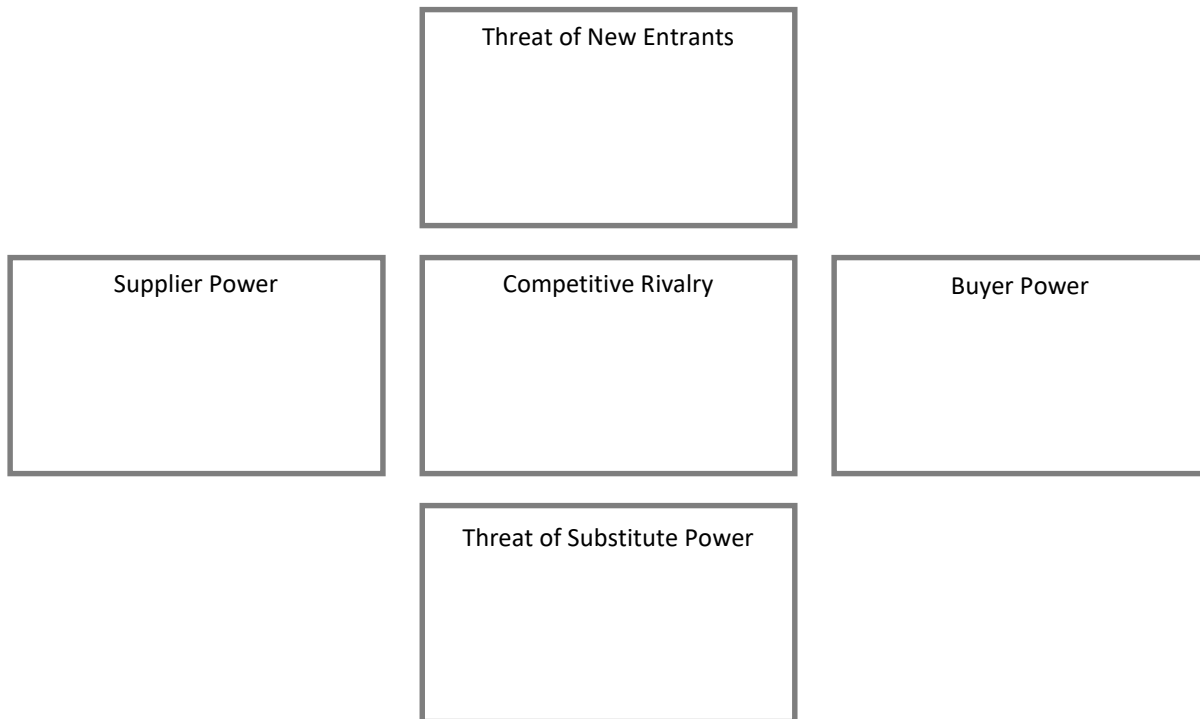 Threat of New Entrants
Supplier Power
Competitive Rivalry
Buyer Power
Threat of Substitute Power